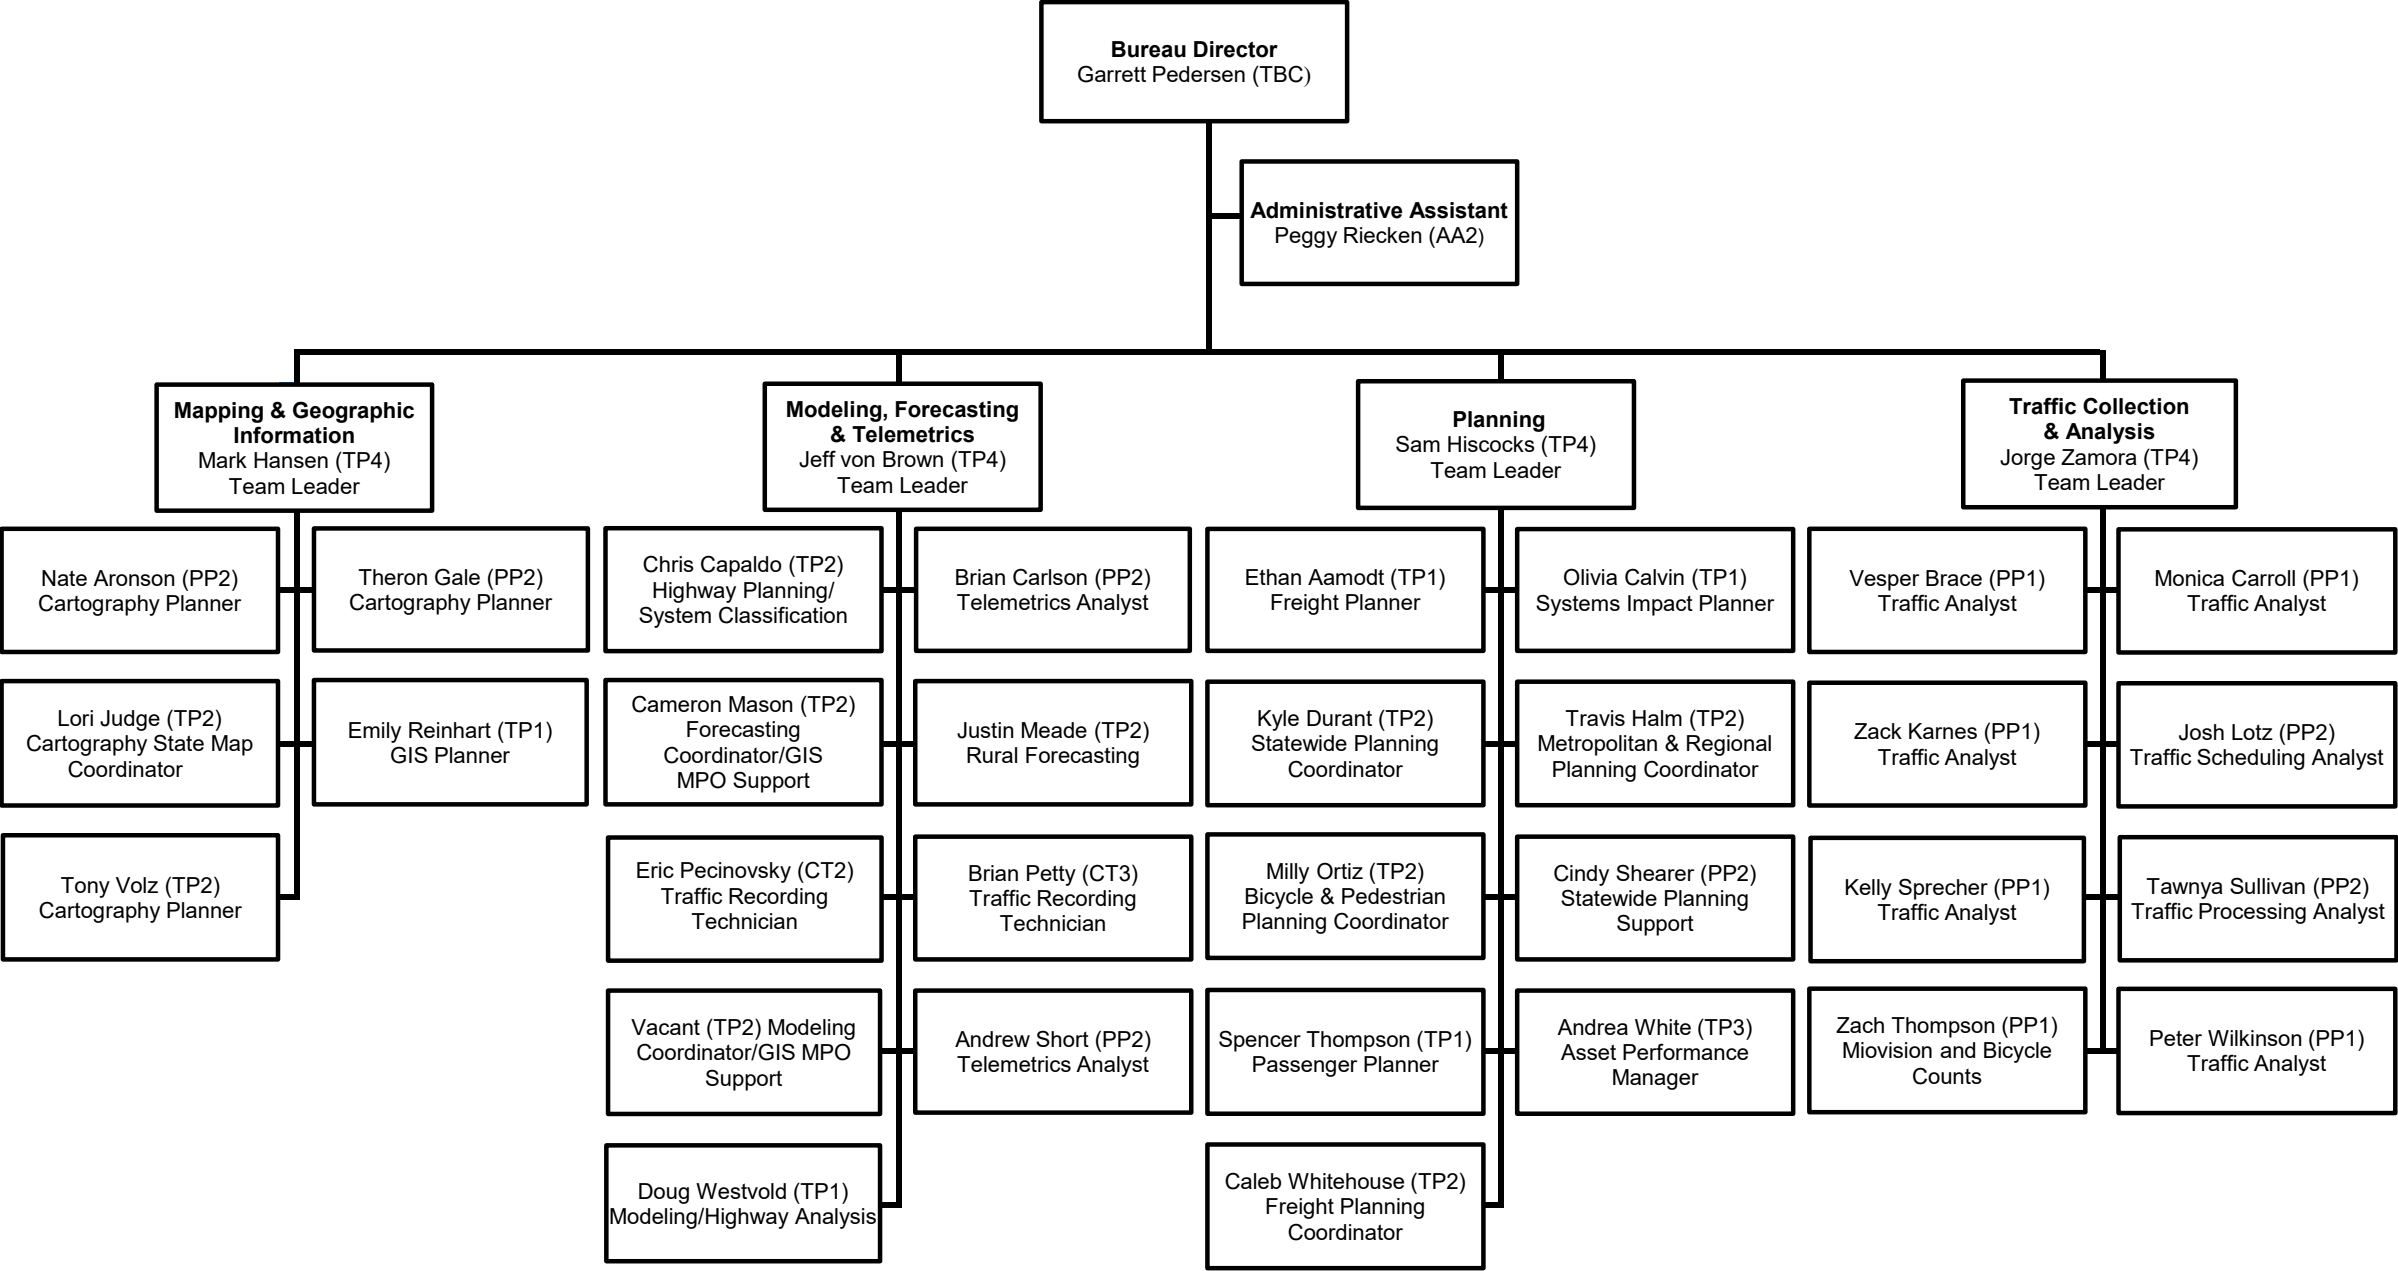 Bureau Director
Garrett Pedersen (TBC)
Administrative Assistant
Peggy Riecken (AA2)
Mapping & Geographic
Information
Mark Hansen (TP4)
Team Leader
Nate Aronson (PP2)
Cartography Planner
Theron Gale (PP2)
Cartography Planner
Lori Judge (TP2)
Cartography State Map
Coordinator
Emily Reinhart (TP1)
GIS Planner
Tony Volz (TP2)
Cartography Planner
Modeling, Forecasting
& Telemetrics
Jeff von Brown (TP4)
Team Leader
Chris Capaldo (TP2)
Highway Planning/
System Classification
Brian Carlson (PP2)
Telemetrics Analyst
Cameron Mason (TP2)
Forecasting
Coordinator/GIS
MPO Support
Justin Meade (TP2)
Rural Forecasting
Eric Pecinovsky (CT2)
Traffic Recording
Technician
Brian Petty (CT3)
Traffic Recording
Technician
Vacant (TP2) Modeling
Coordinator/GIS MPO
Support
Andrew Short (PP2)
Telemetrics Analyst
Doug Westvold (TP1)
Modeling/Highway Analysis
Planning
Sam Hiscocks (TP4)
Team Leader
Ethan Aamodt (TP1)
Freight Planner
Olivia Calvin (TP1)
Systems Impact Planner
Kyle Durant (TP2)
Statewide Planning
Coordinator
Travis Halm (TP2)
Metropolitan & Regional
Planning Coordinator
Milly Ortiz (TP2)
Bicycle & Pedestrian
Planning Coordinator
Cindy Shearer (PP2)
Statewide Planning
Support
Spencer Thompson (TP1)
Passenger Planner
Andrea White (TP3)
Asset Performance
Manager
Caleb Whitehouse (TP2)
Freight Planning
Coordinator
Traffic Collection
& Analysis
Jorge Zamora (TP4)
Team Leader
Vesper Brace (PP1)
Traffic Analyst
Monica Carroll (PP1)
Traffic Analyst
Zack Karnes (PP1)
Traffic Analyst
Josh Lotz (PP2)
Traffic Scheduling Analyst
Kelly Sprecher (PP1)
Traffic Analyst
Tawnya Sullivan (PP2)
Traffic Processing Analyst
Zach Thompson (PP1)
Miovision and Bicycle
Counts
Peter Wilkinson (PP1)
Traffic Analyst